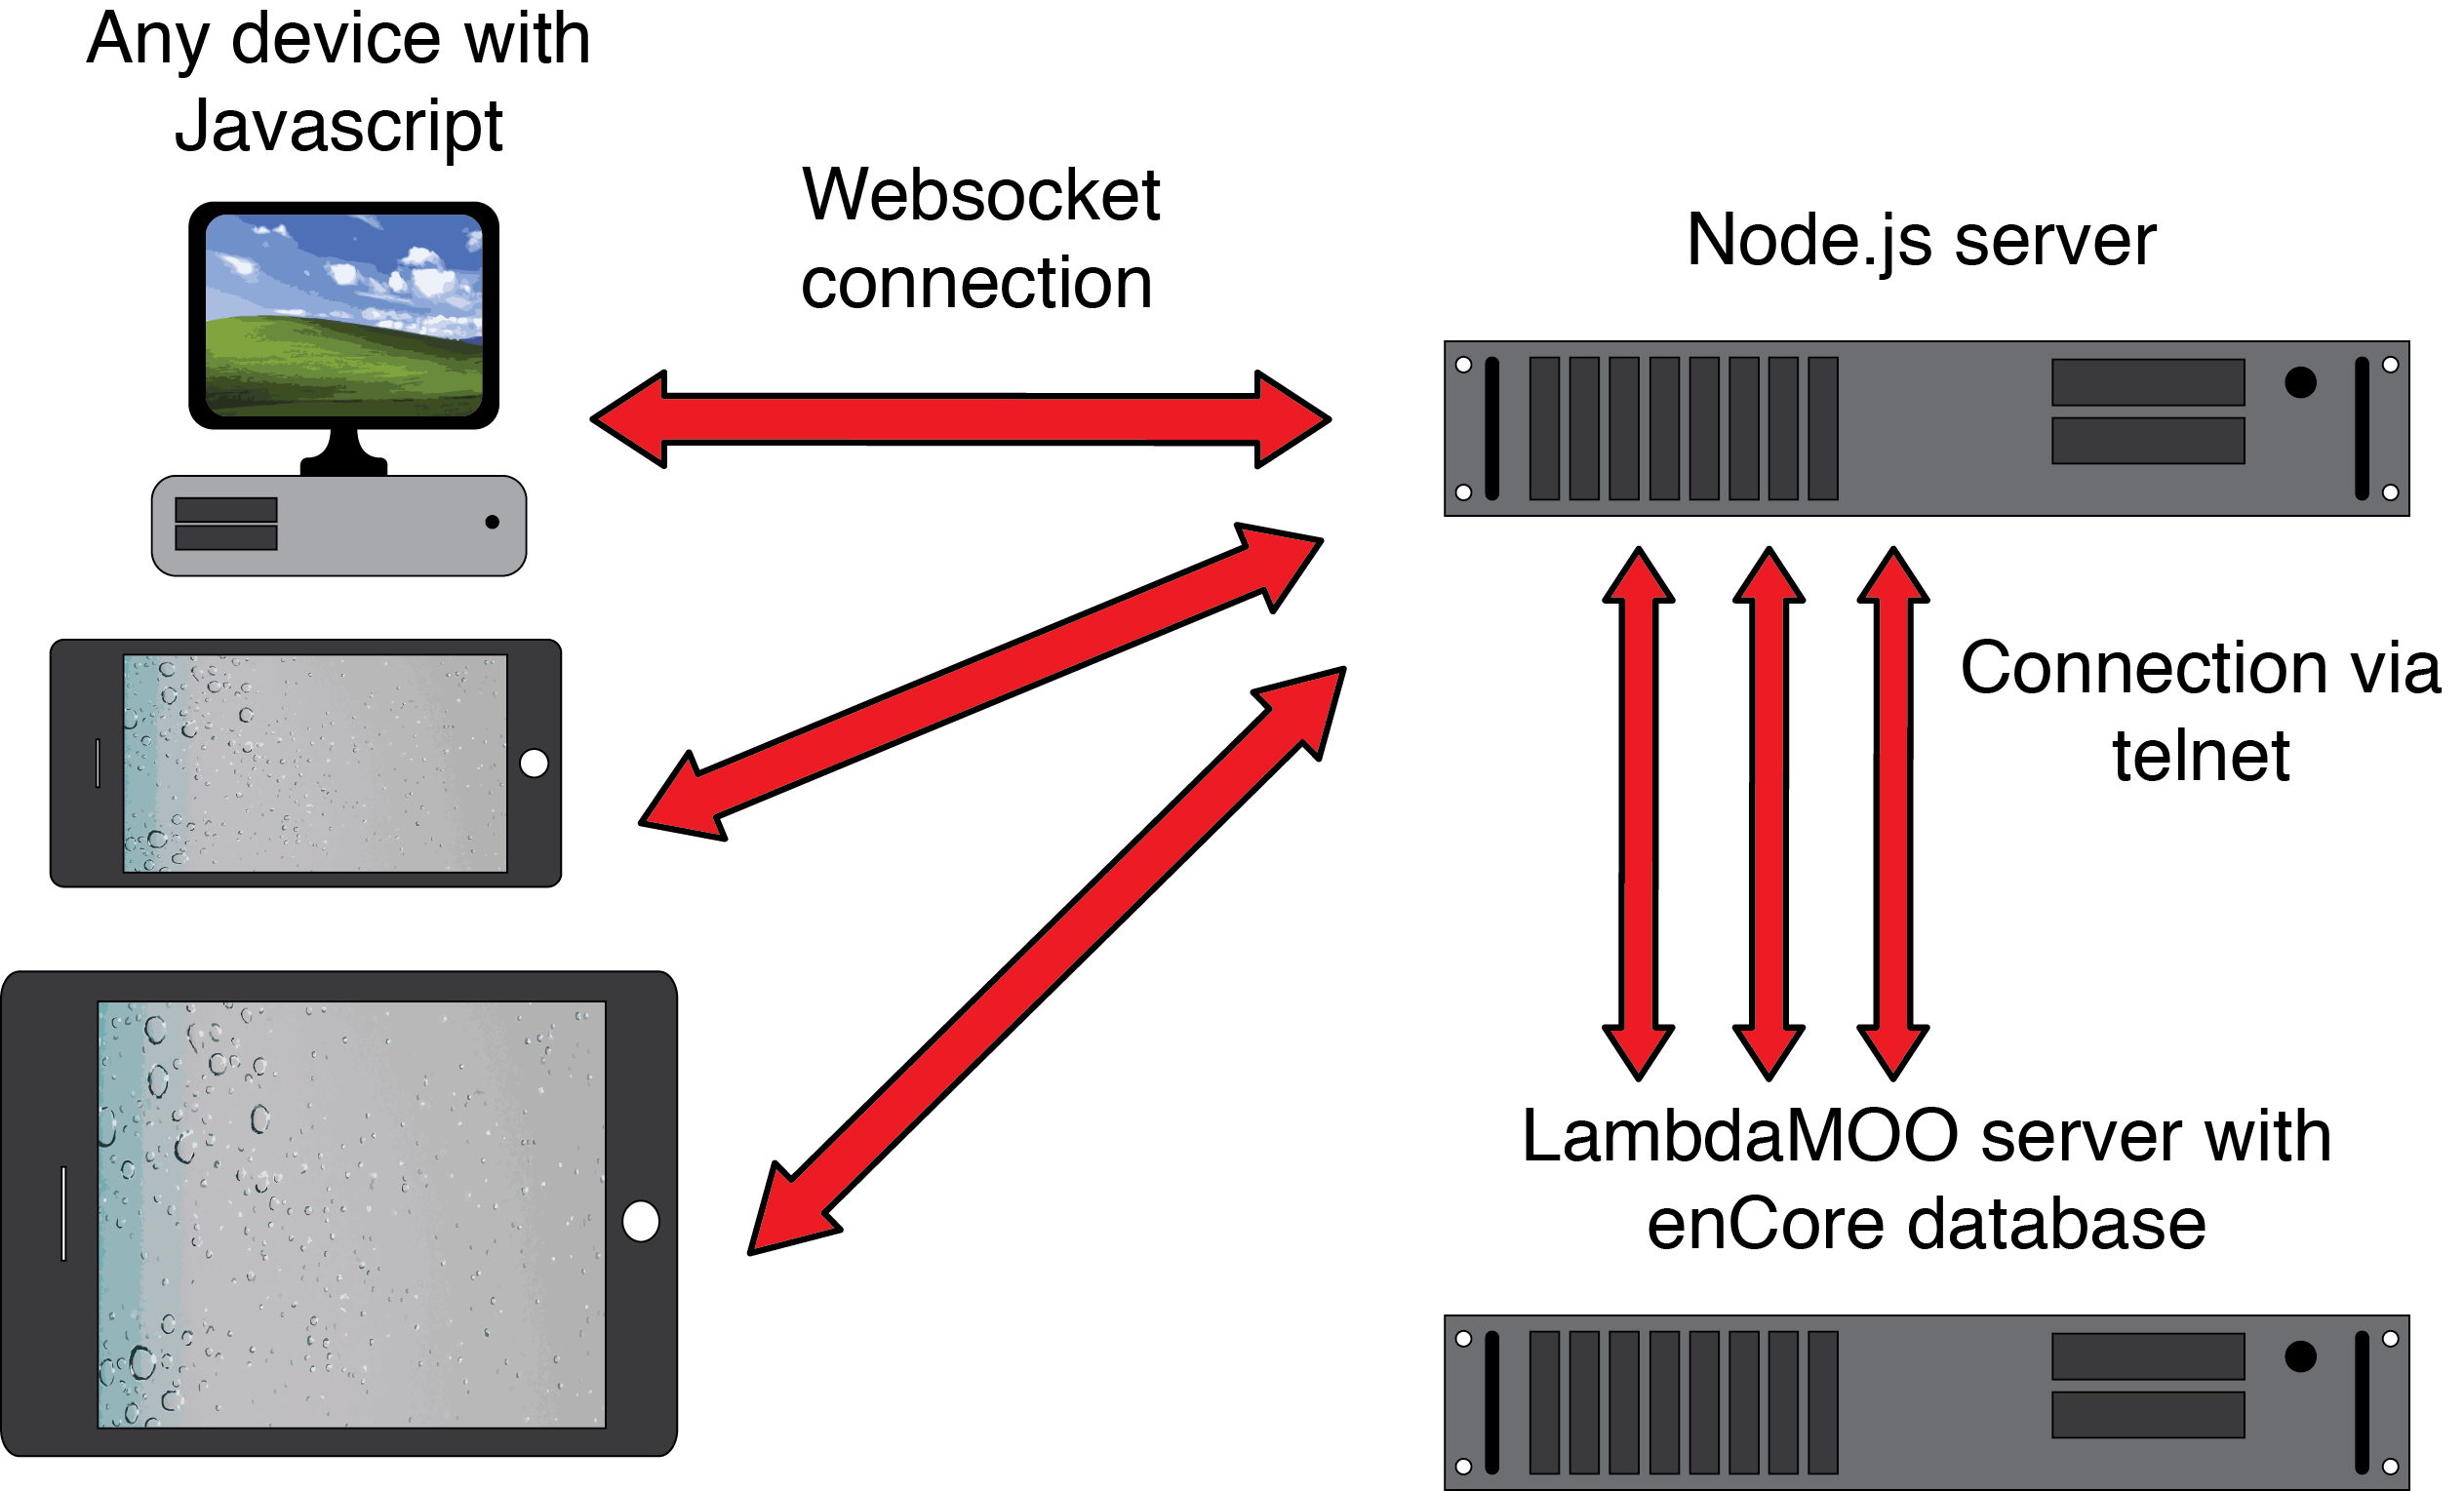 Any device with
Javascript
Websocket
connection
Node.js server
Connection via
telnet
LambdaMOO server with
enCore database